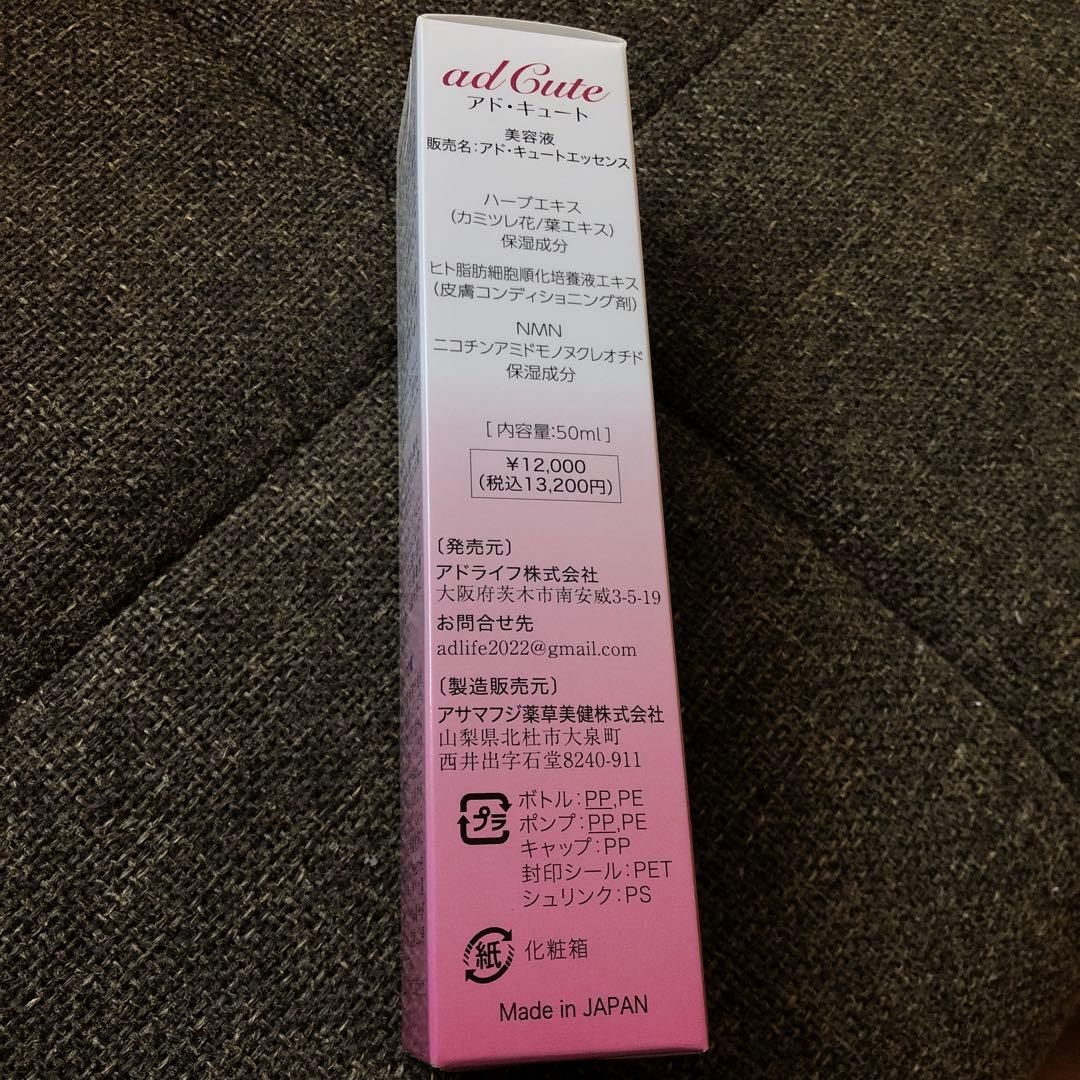 ad Cute
アド・キュート
美容液
販売名:アド・キュートエッセンス
ハーブエキス
(カミツレ花/葉エキス)
保湿成分
ヒト脂肪細胞順化培養液エキス
(皮膚コンディショニング剤)
NMN
ニコチンアミドモノヌクレオチド
保湿成分
[内容量:50ml]
¥12,000
(税込13,200円)
〔発売元〕
アドライフ株式会社
大阪府茨木市南安威3-5-19
お問合せ先
adlife2022@gmail.com
〔製造販売元〕
アサマフジ薬草美健株式会社
山梨県北杜市大泉町
西井出字石堂8240-911
プラ
ボトル:PP,PE
ポンプ:PP,PE
キャップ:PP
封印シール:PET
シュリンク:PS
紙 化粧箱
Made in JAPAN